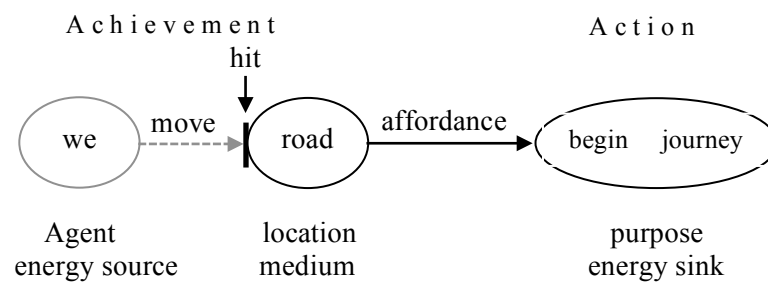 Achievement Action
hit
we move road affordance begin journey
Agent location purpose
energy source medium energy sink